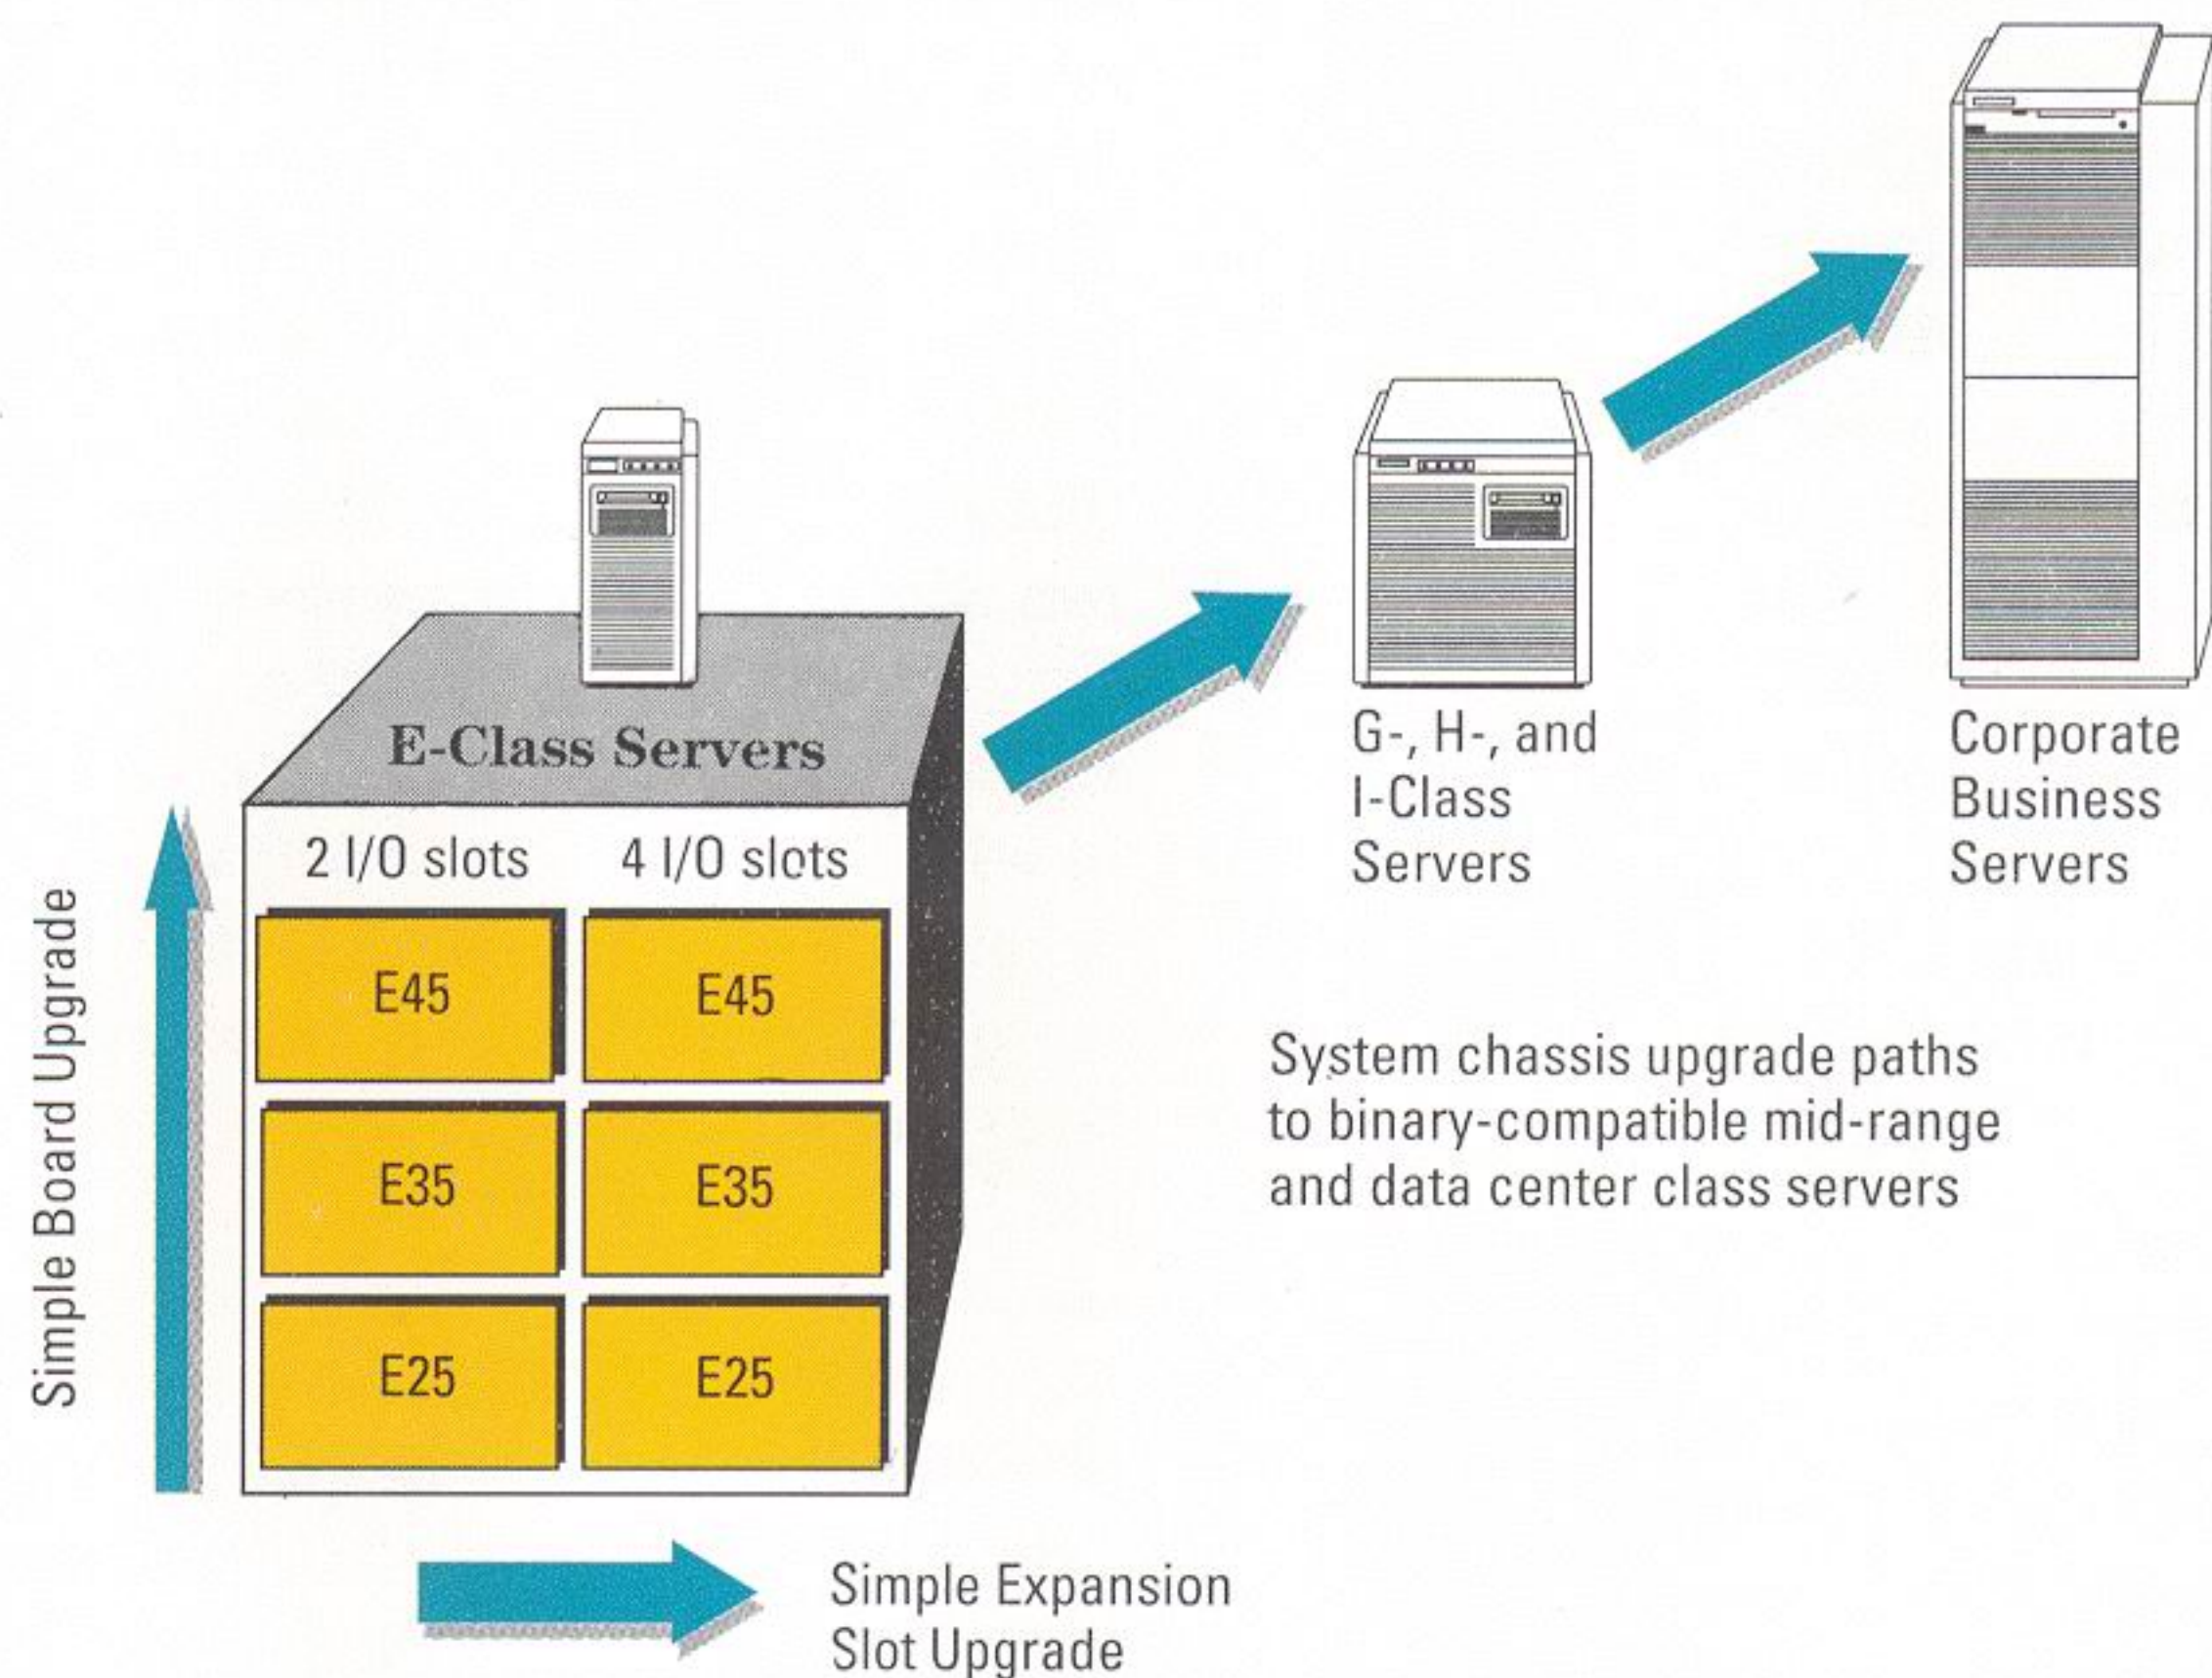 E-Class Servers
2 I/O slots 4 I/O slots
E45 E45
E35 E35
E25 E25
Simple Board Upgrade
Simple Expansion
Slot Upgrade
G-, H-, and
I-Class
Servers
Corporate
Business
Servers
System chassis upgrade paths
to binary-compatible mid-range
and data center class servers